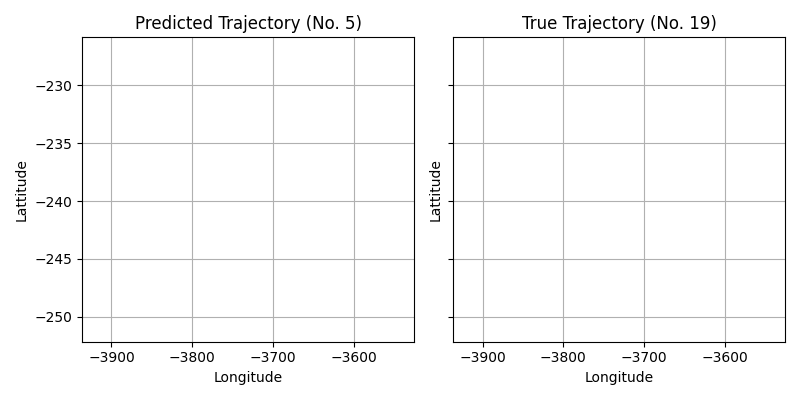 Predicted Trajectory (No. 5)
True Trajectory (No. 19)
−230
−235
−240
−245
−250
Lattitude
Lattitude
−3900
−3800
−3700
−3600
−3900
−3800
−3700
−3600
Longitude
Longitude